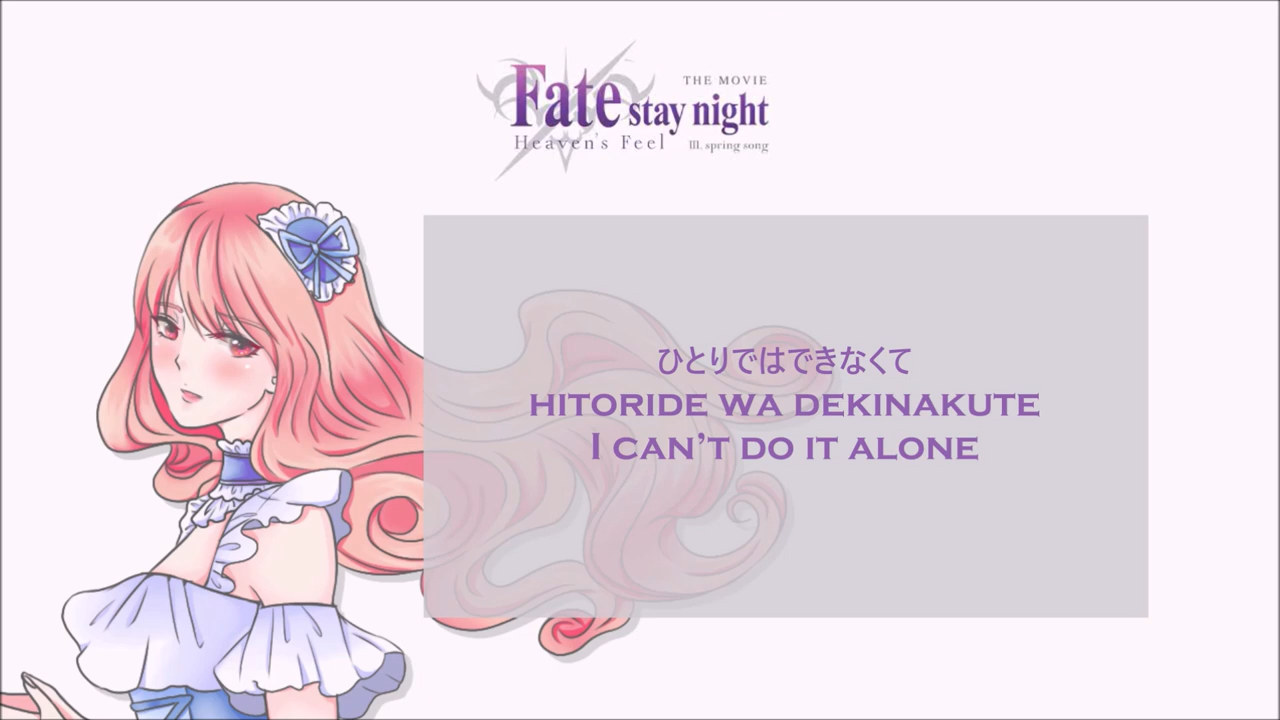 THE MOVIE
Fate stay night
Heaven's Feel III. spring song
ひとりではできなくて
HITORIDE WA DEKINAKUTE
I CAN'T DO IT ALONE